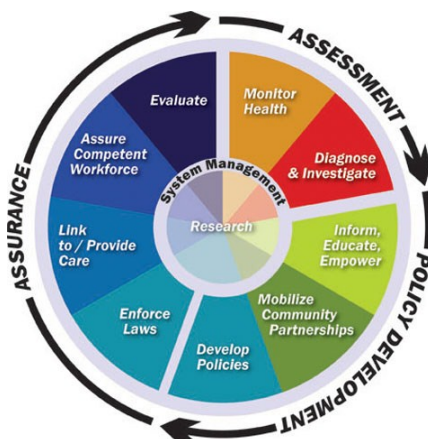 ASSESSMENT
Monitor
Health
Diagnose
& Investigate
POLICY DEVELOPMENT
Inform,
Educate,
Empower
Mobilize
Community
Partnerships
Develop
Policies
ASSURANCE
Enforce
Laws
Link
to / Provide
Care
Assure
Competent
Workforce
Evaluate
System Management
Research